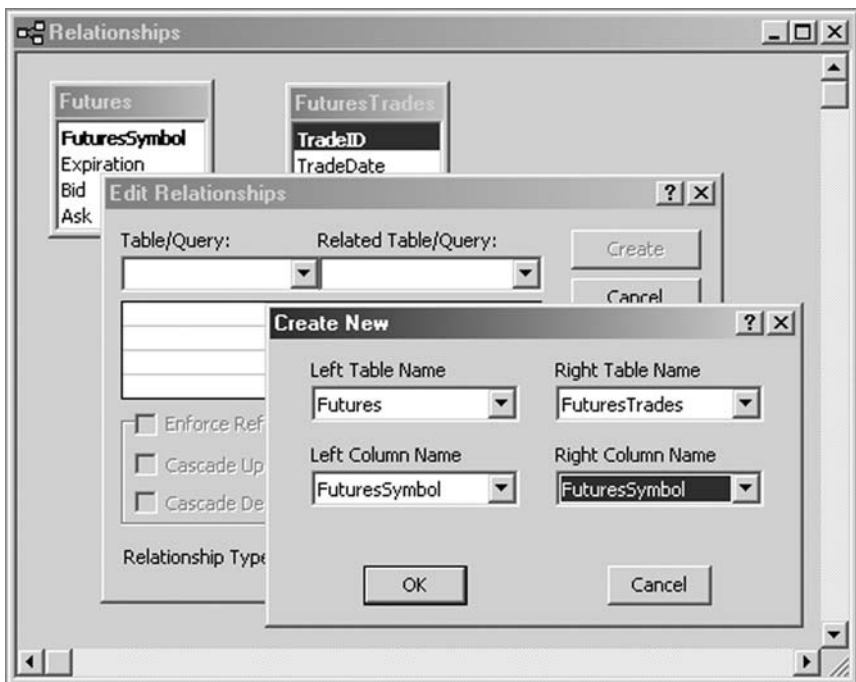 Relationships
Futures FuturesTrades
FuturesSymbol TradeID
Expiration TradeDate
Bid
Ask
Edit Relationships
Table/Query: Related Table/Query:
Create
Cancel
Create New
Left Table Name Right Table Name
Futures FuturesTrades
Left Column Name Right Column Name
FuturesSymbol FuturesSymbol
OK Cancel
Enforce Ref
Cascade Up
Cascade De
Relationship Type